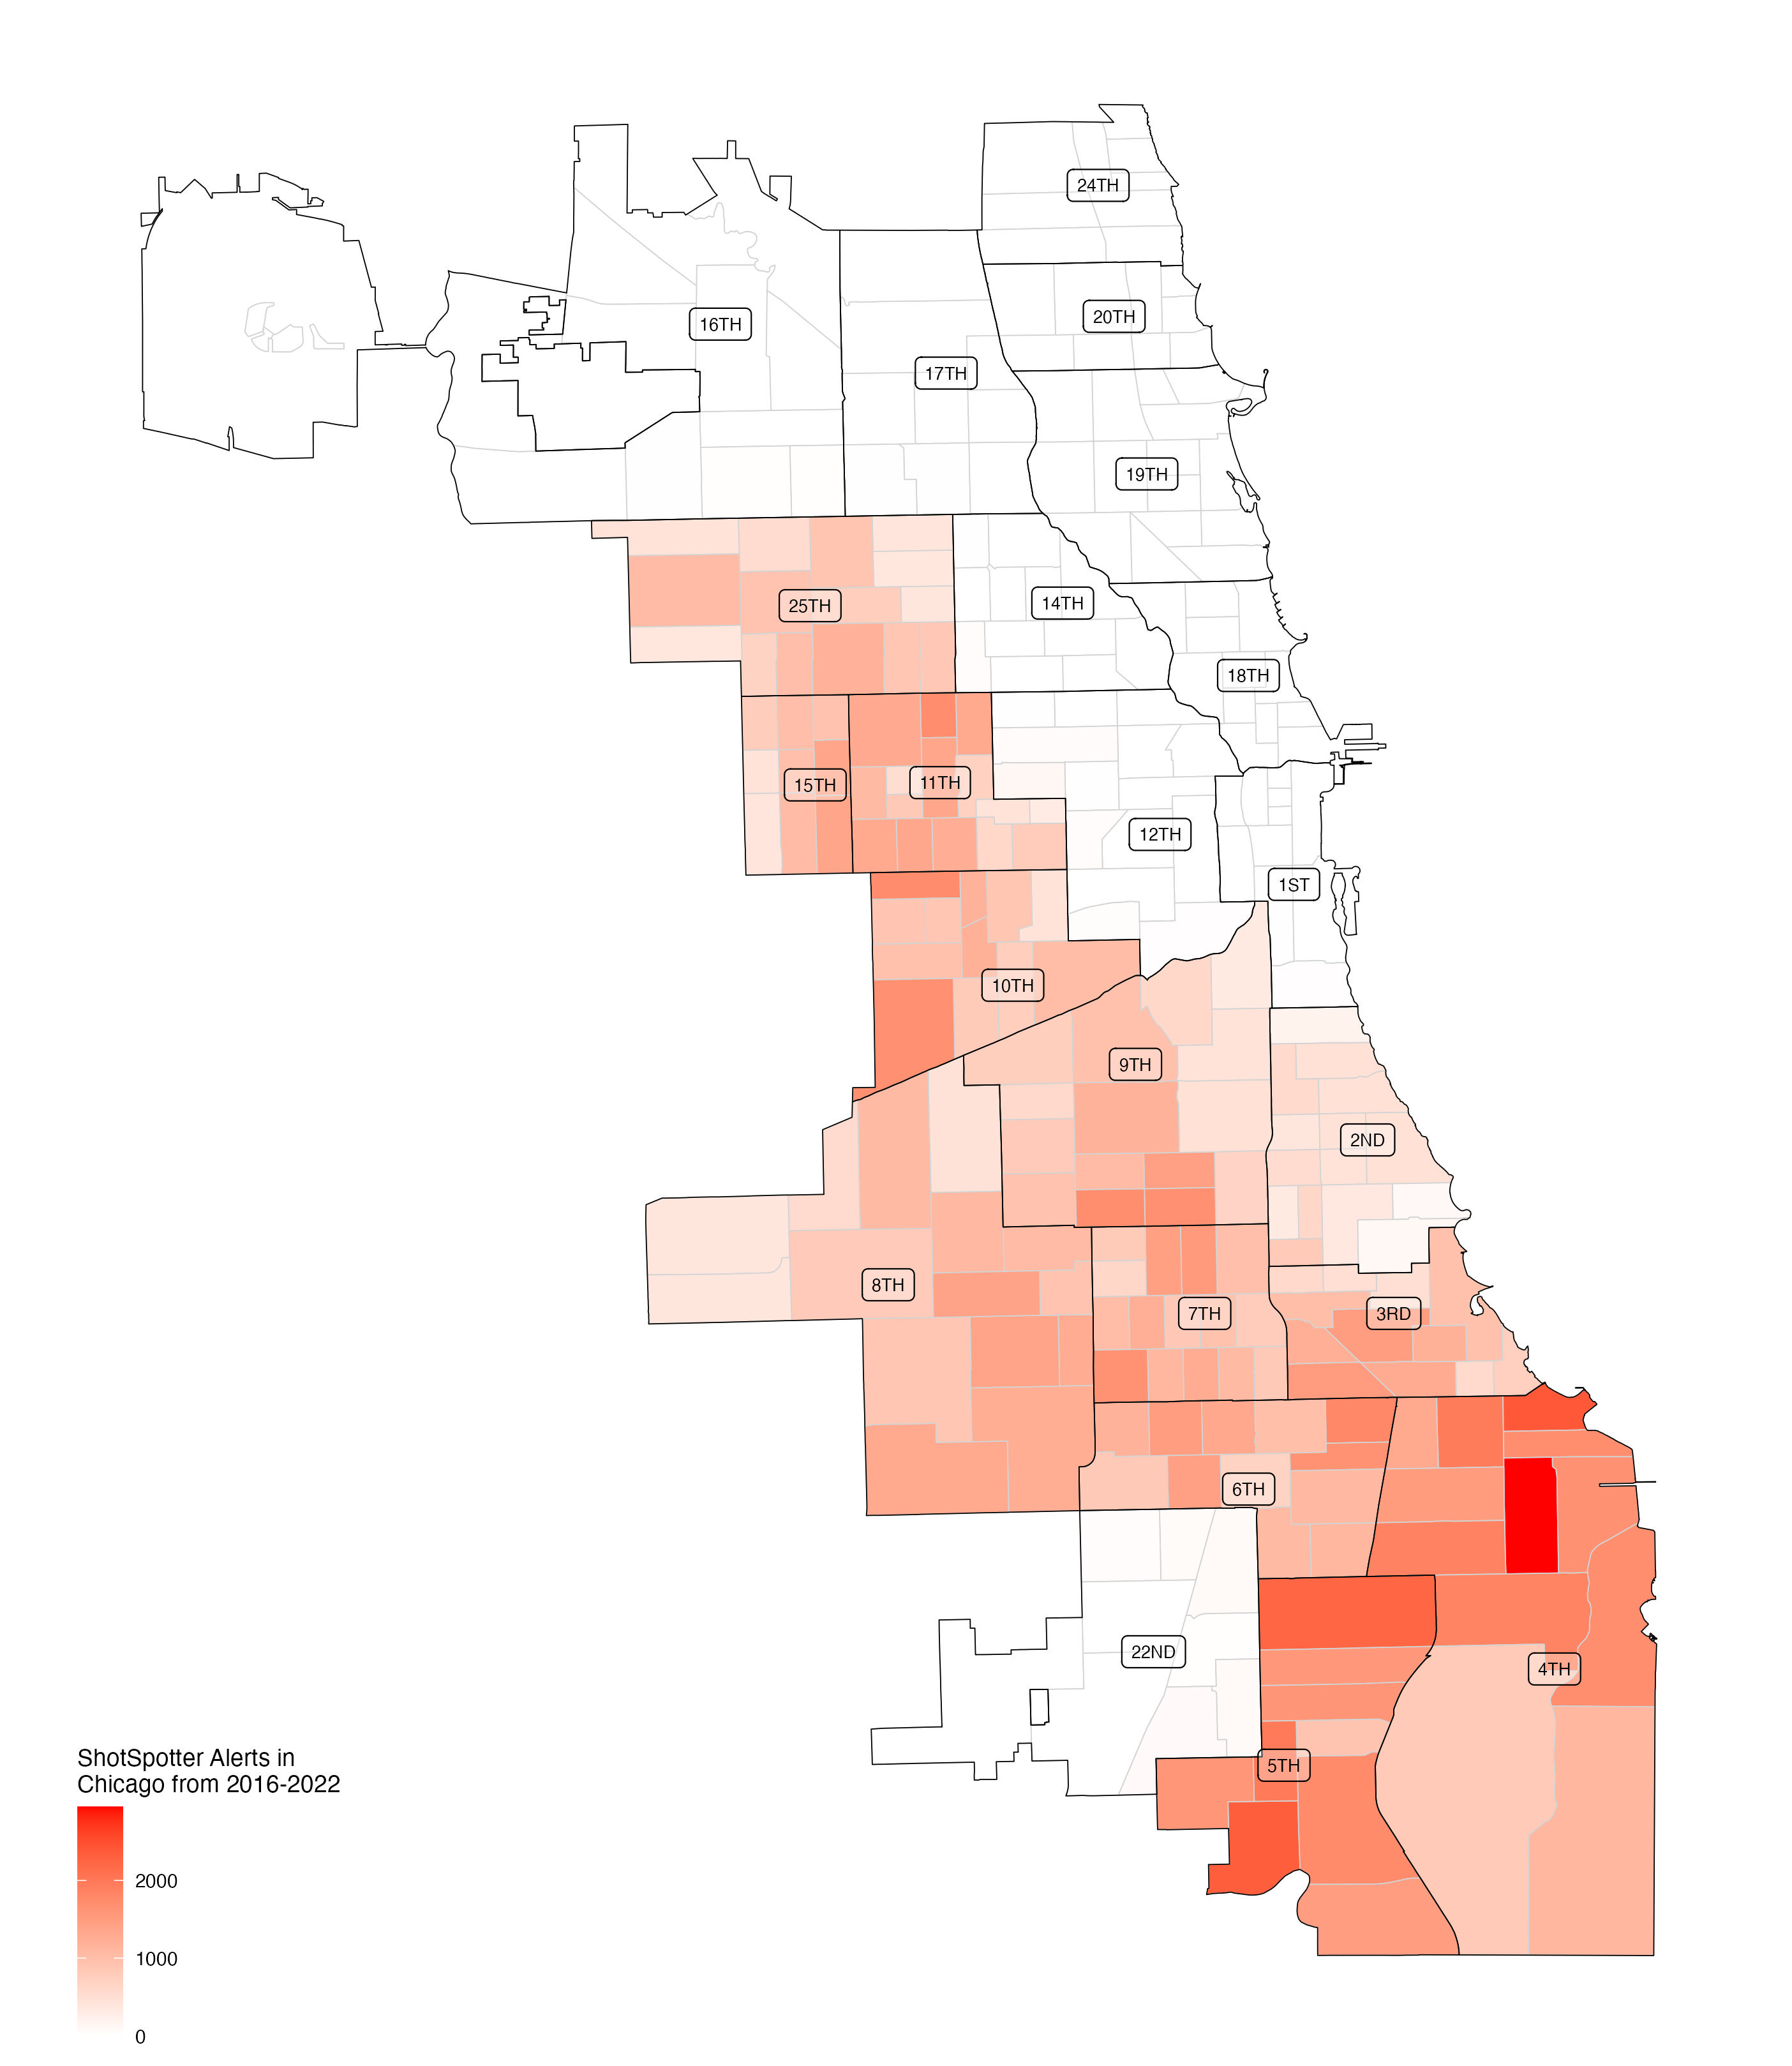 24TH
20TH
16TH
17TH
19TH
14TH
25TH
18TH
11TH
15TH
12TH
1ST
10TH
9TH
2ND
8TH
7TH
3RD
6TH
22ND
4TH
5TH
ShotSpotter Alerts in
Chicago from 2016-2022
2000
1000
0